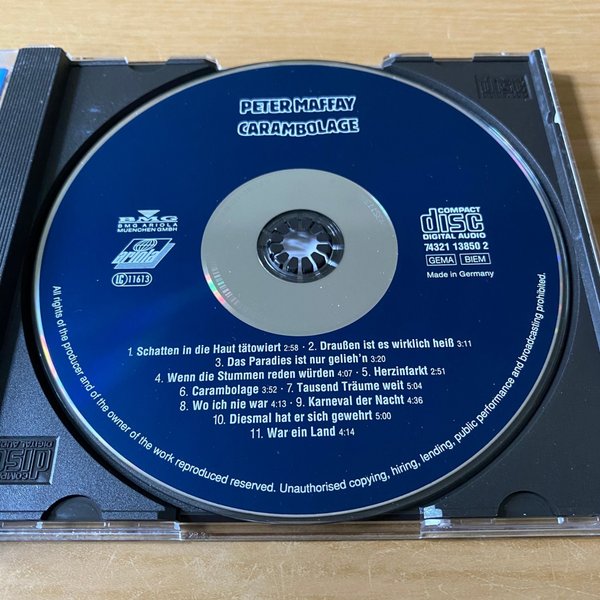 PETER MAFFAY
CARAMBOLAGE
BMG
BMG ARIOLA
MUENCHEN GMBH
ariola
LC 11613
COMPACT
disc
DIGITAL AUDIO
74321 13850 2
GEMA BIEM
Made in Germany
1. Schatten in die Haut tätowiert 2:58 · 2. Draußen ist es wirklich heiß 3:11
3. Das Paradies ist nur gelieh'n 3:20
4. Wenn die Stummen reden würden 4:07 · 5. Herzinfarkt 2:51
6. Carambolage 3:52 · 7. Tausend Träume weit 5:04
8. Wo ich nie war 4:13 · 9. Karneval der Nacht 4:36
10. Diesmal hat er sich gewehrt 5:00
11. War ein Land 4:14
All rights of the producer and of the owner of the work reproduced reserved. Unauthorised copying, hiring, lending, public performance and broadcasting prohibited.
disc
disc
DIGITAL AUDIO